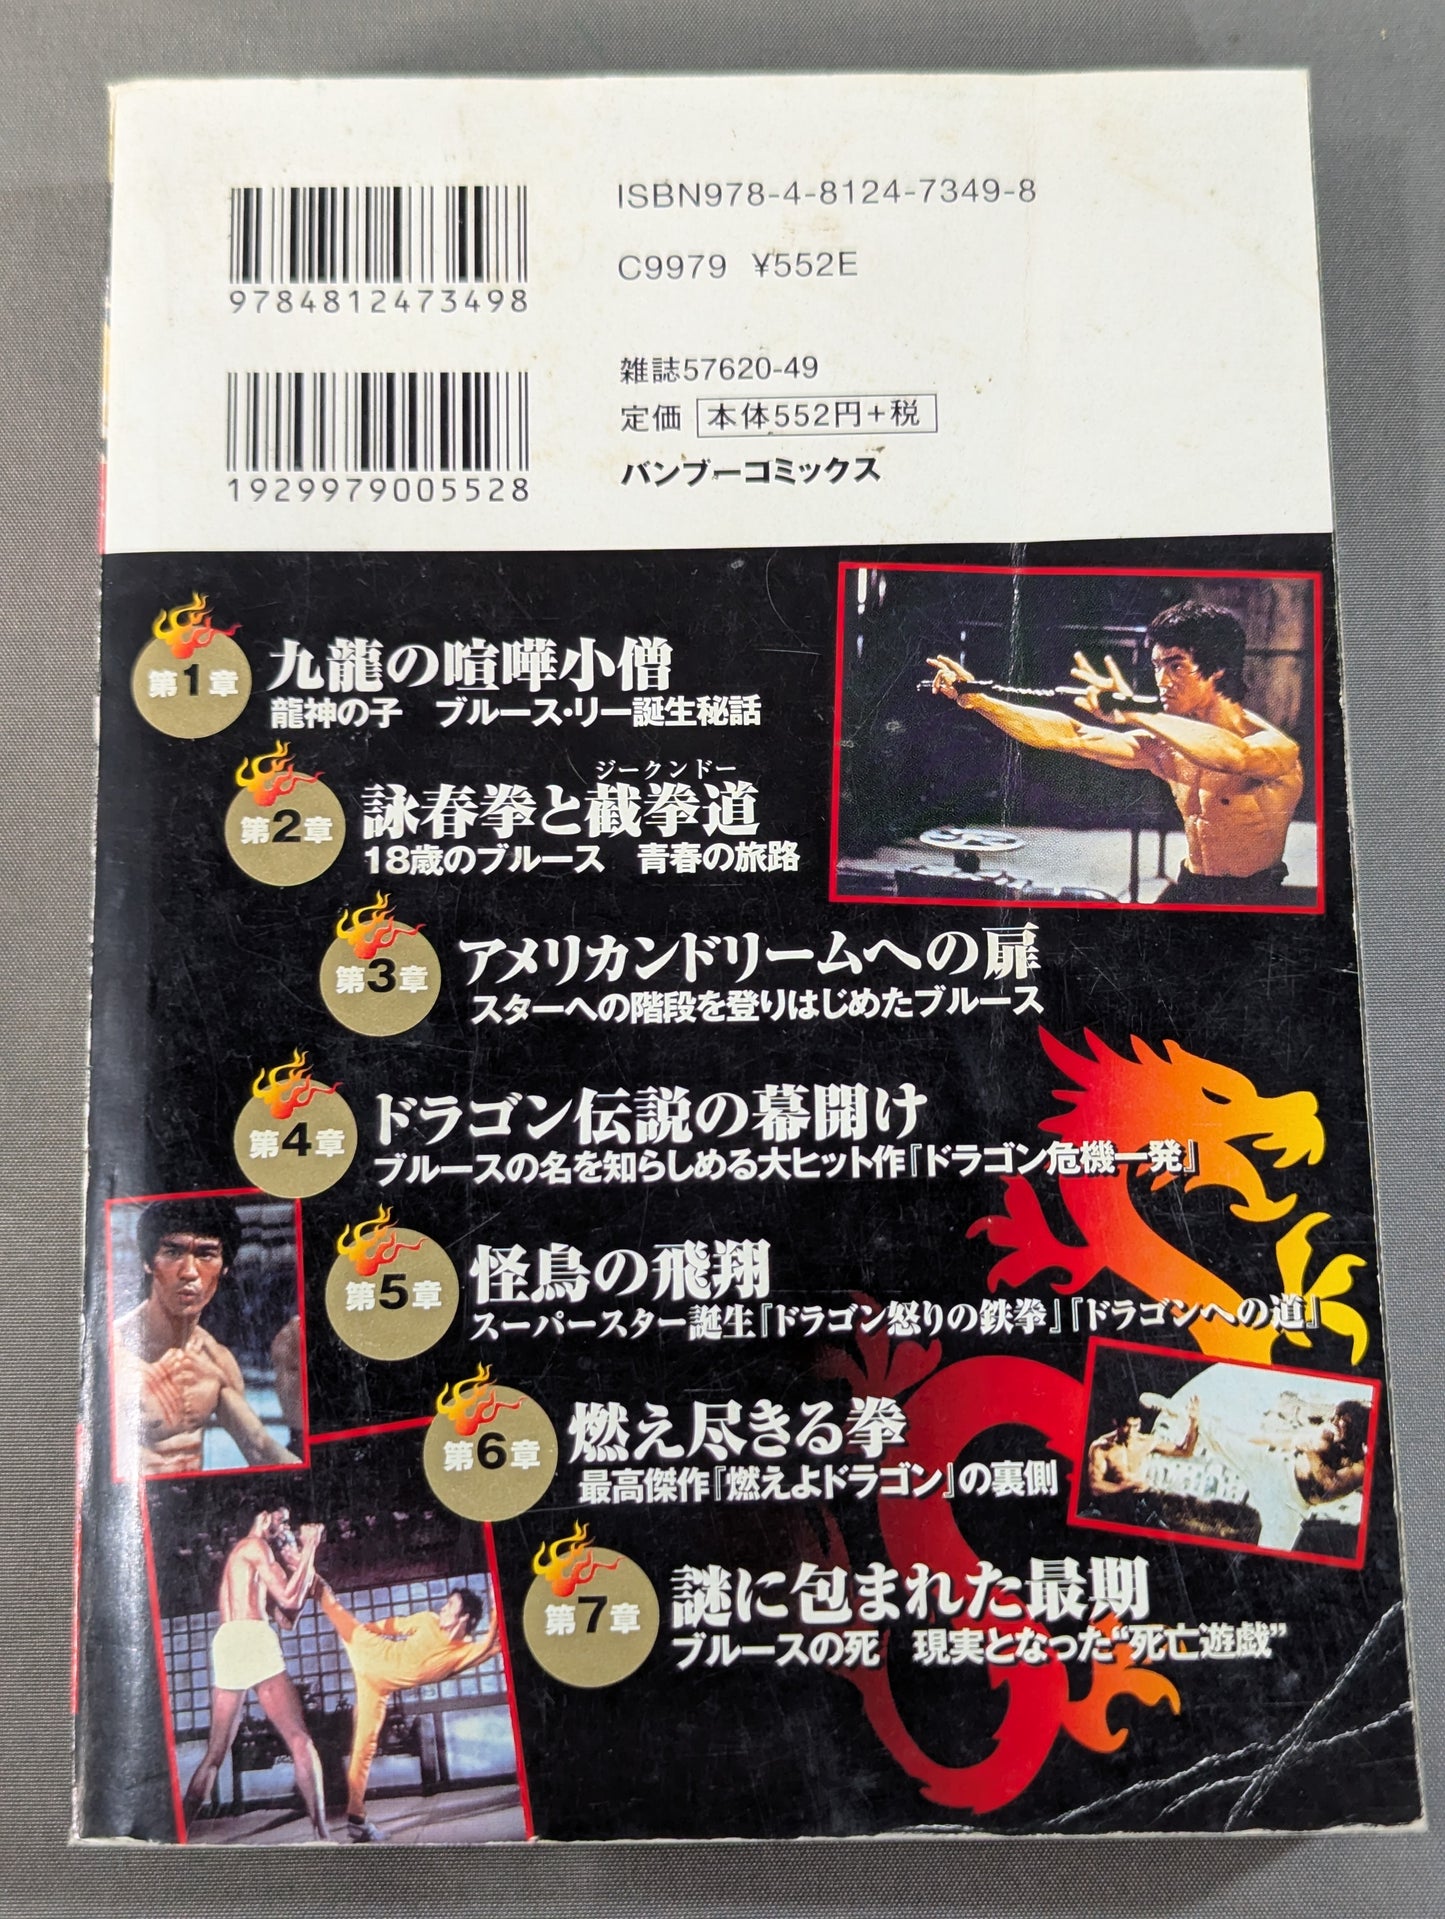 ISBN978-4-8124-7349-8
9784812473498
C9979 ¥552E
雑誌57620-49
定価 本体552円+税
1929979005528
バンブーコミックス
第1章 九龍の喧嘩小僧
龍神の子 ブルース・リー誕生秘話
ジークンドー
第2章 詠春拳と截拳道
18歳のブルース 青春の旅路
第3章 アメリカンドリームへの扉
スターへの階段を登りはじめたブルース
第4章 ドラゴン伝説の幕開け
ブルースの名を知らしめる大ヒット作『ドラゴン危機一発』
第5章 怪鳥の飛翔
スーパースター誕生『ドラゴン怒りの鉄拳』『ドラゴンへの道』
第6章 燃え尽きる拳
最高傑作『燃えよドラゴン』の裏側
第7章 謎に包まれた最期
ブルースの死 現実となった“死亡遊戯”